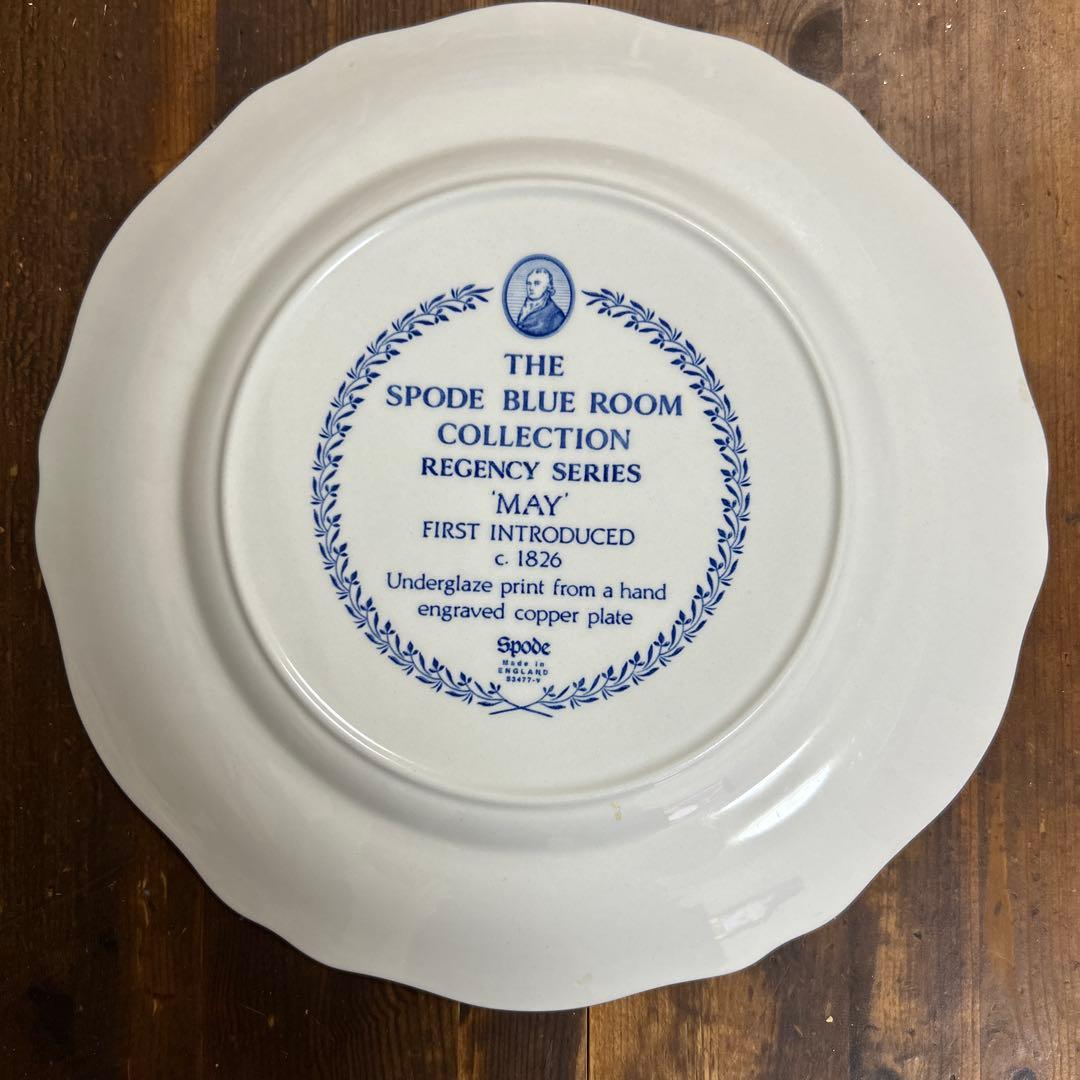 THE
SPODE BLUE ROOM
COLLECTION
REGENCY SERIES
'MAY'
FIRST INTRODUCED
c. 1826
Underglaze print from a hand
engraved copper plate
Spode
Made in
ENGLAND
S3477-v